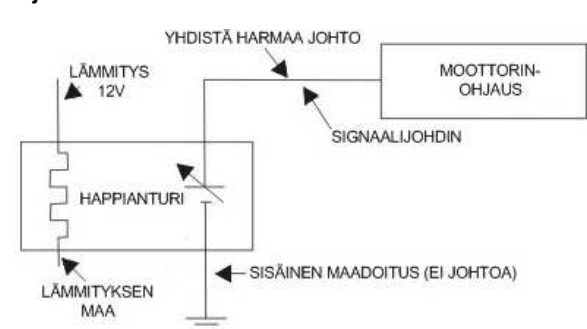 YHDISTÄ HARMAA JOHTO
LÄMMITYS
12V
MOOTTORIN-
OHJAUS
SIGNAALIJOHDIN
HAPPIANTURI
SISÄINEN MAADOITUS (EI JOHTOA)
LÄMMITYKSEN
MAA